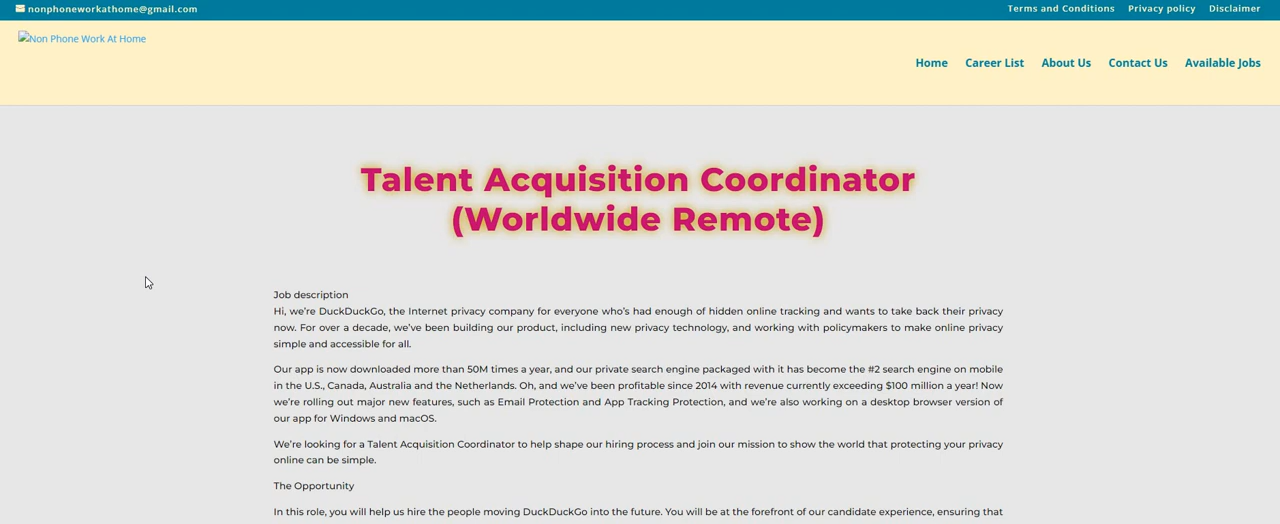 nonphoneworkathome@gmail.com
Terms and Conditions Privacy policy Disclaimer
Non Phone Work At Home
Home Career List About Us Contact Us Available Jobs
Talent Acquisition Coordinator
(Worldwide Remote)
Job description
Hi, we’re DuckDuckGo, the Internet privacy company for everyone who’s had enough of hidden online tracking and wants to take back their privacy
now. For over a decade, we’ve been building our product, including new privacy technology, and working with policymakers to make online privacy
simple and accessible for all.
Our app is now downloaded more than 50M times a year, and our private search engine packaged with it has become the #2 search engine on mobile
in the U.S., Canada, Australia and the Netherlands. Oh, and we’ve been profitable since 2014 with revenue currently exceeding $100 million a year! Now
we’re rolling out major new features, such as Email Protection and App Tracking Protection, and we’re also working on a desktop browser version of
our app for Windows and macOS.
We’re looking for a Talent Acquisition Coordinator to help shape our hiring process and join our mission to show the world that protecting your privacy
online can be simple.
The Opportunity
In this role, you will help us hire the people moving DuckDuckGo into the future. You will be at the forefront of our candidate experience, ensuring that